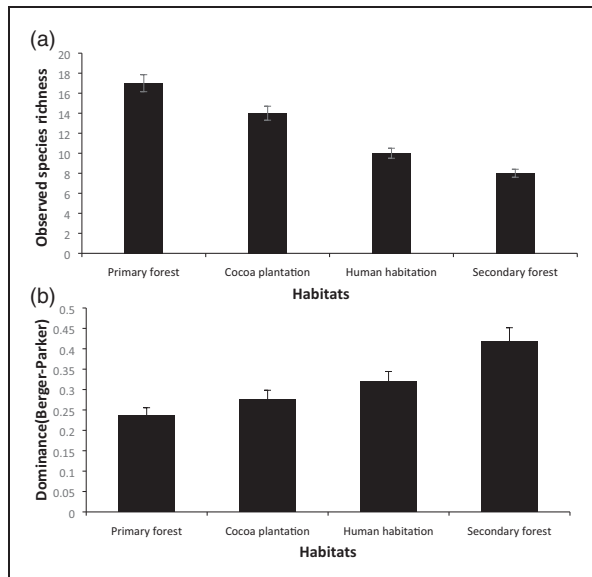 (a)
Observed species richness
20
18
16
14
12
10
8
6
4
2
0
Primary forest Cocoa plantation Human habitation Secondary forest
Habitats
(b)
Dominance(Berger-Parker)
0.5
0.45
0.4
0.35
0.3
0.25
0.2
0.15
0.1
0.05
0
Primary forest Cocoa plantation Human habitation Secondary forest
Habitats